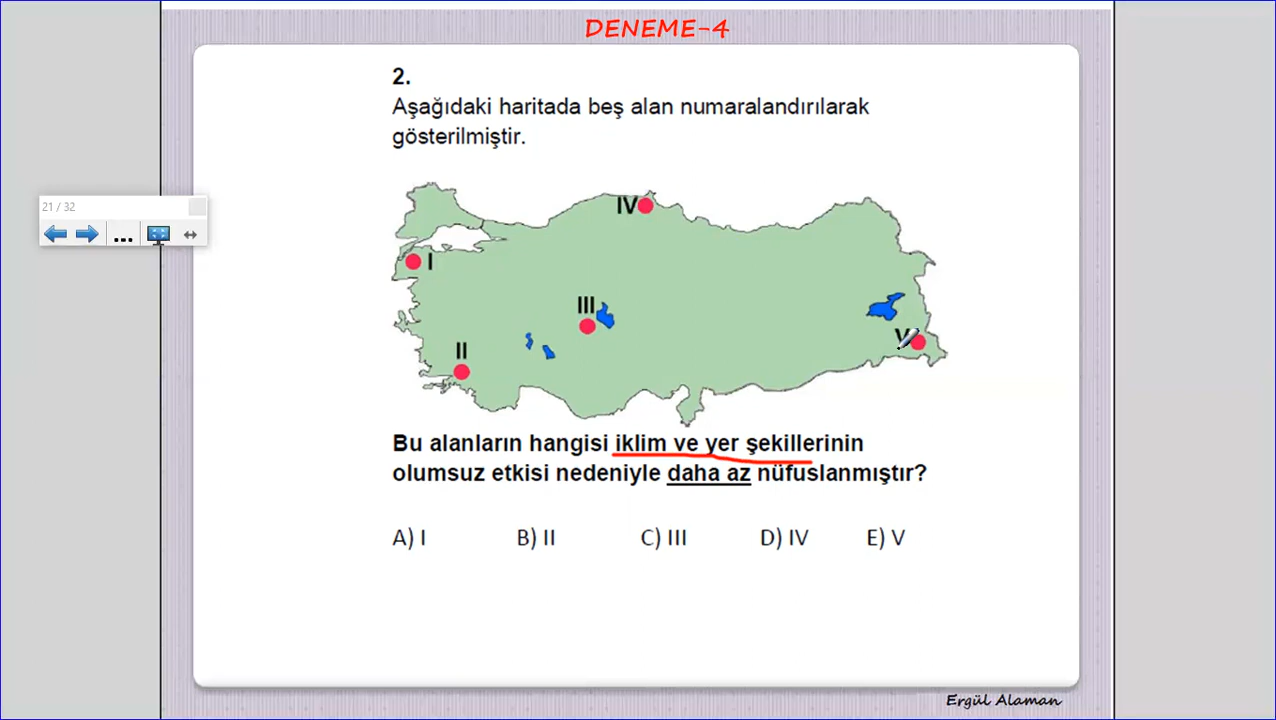 DENEME-4
2.
Aşağıdaki haritada beş alan numaralandırılarak
gösterilmiştir.
21 / 32
...
IV
I
III
V
II
Bu alanların hangisi iklim ve yer şekillerinin
olumsuz etkisi nedeniyle daha az nüfuslanmıştır?
A) I B) II C) III D) IV E) V
Ergül Alaman